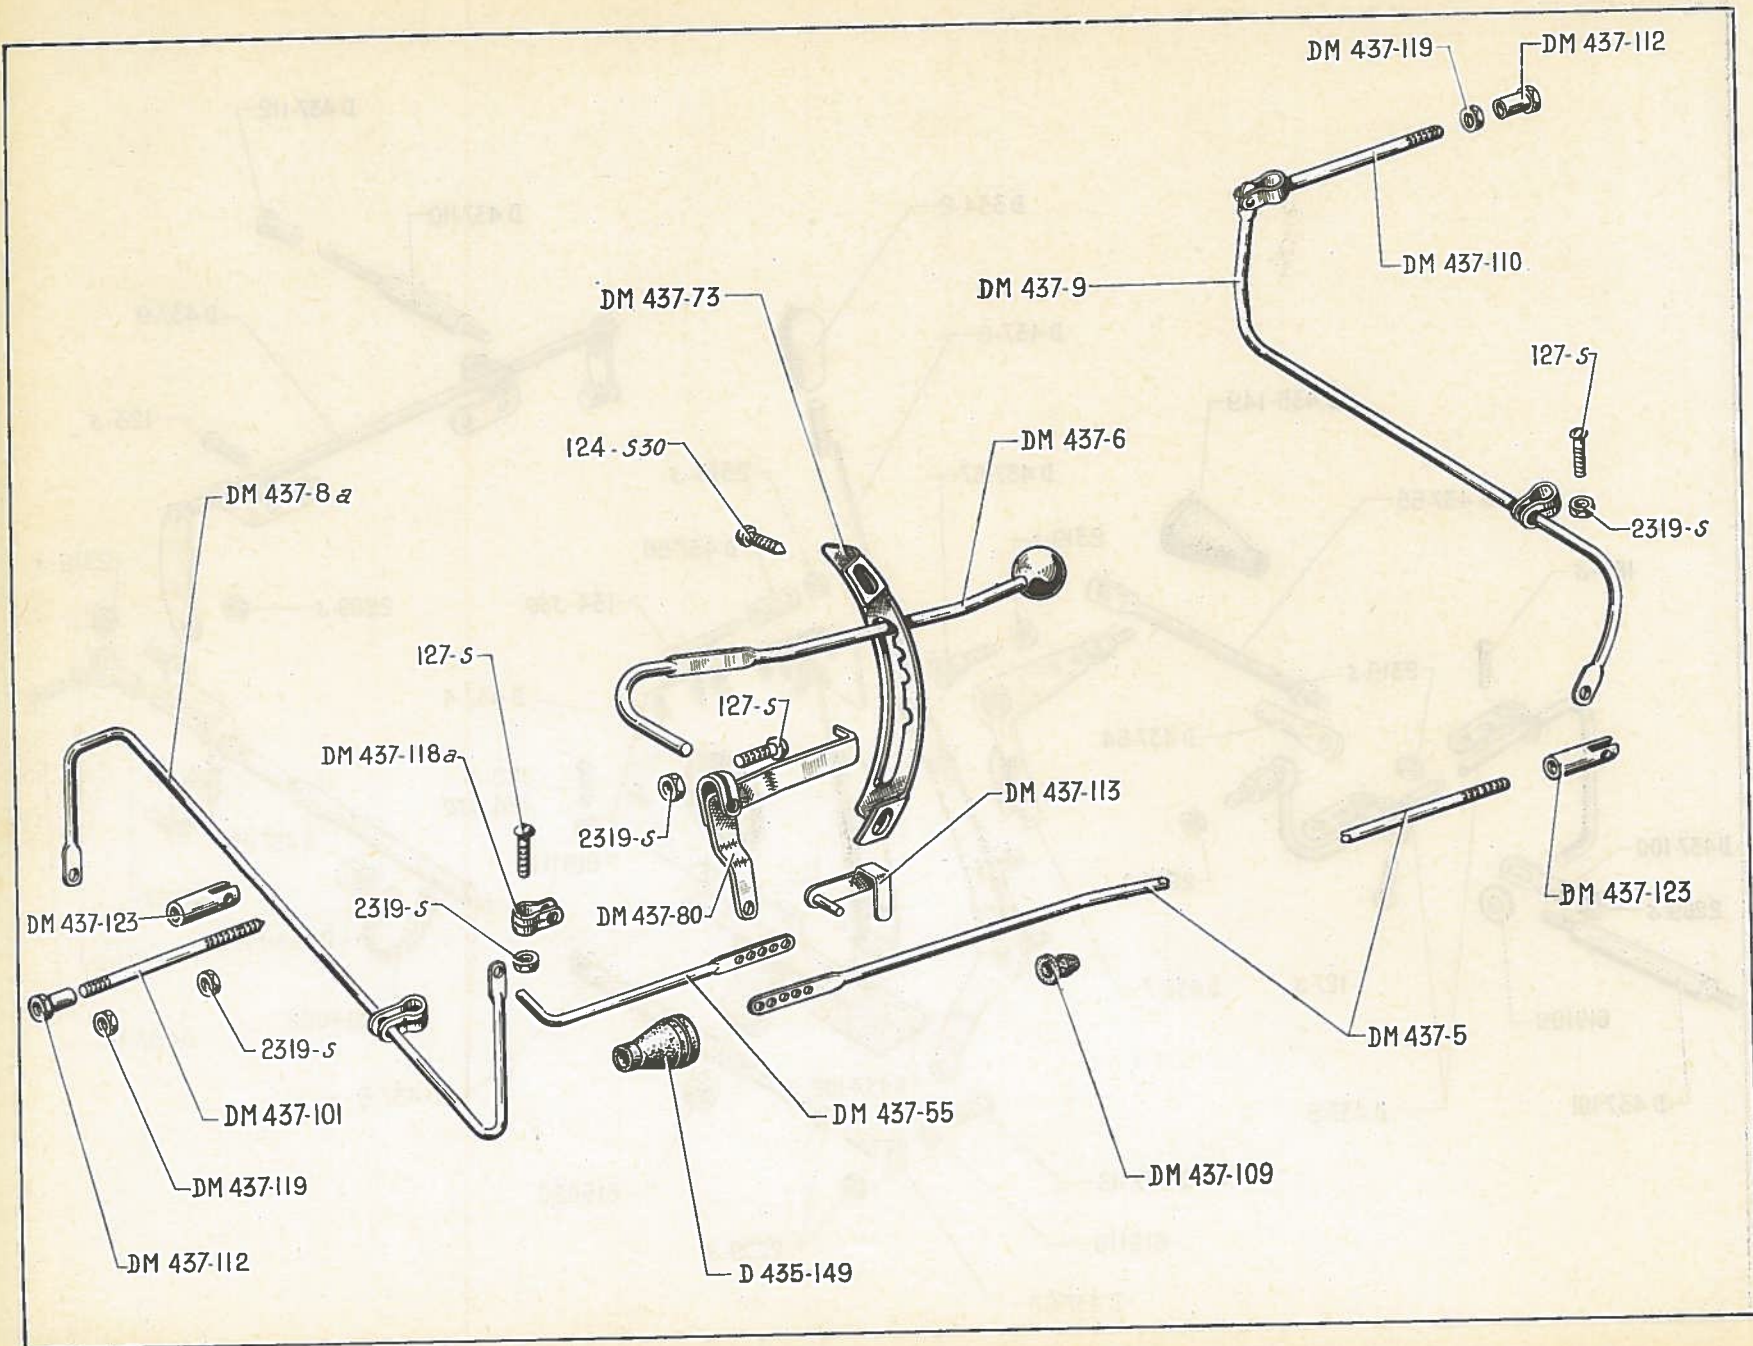 DM 437-119
DM 437-112
DM 437-110
DM 437-9
DM 437-73
127-S
124-S30
DM 437-6
DM 437-8a
2319-S
127-S
127-S
DM 437-118a
DM 437-113
2319-S
DM 437-123
2319-S
DM 437-80
DM 437-123
DM 437-5
2319-S
DM 437-101
DM 437-55
DM 437-109
DM 437-119
DM 437-112
D 435-149